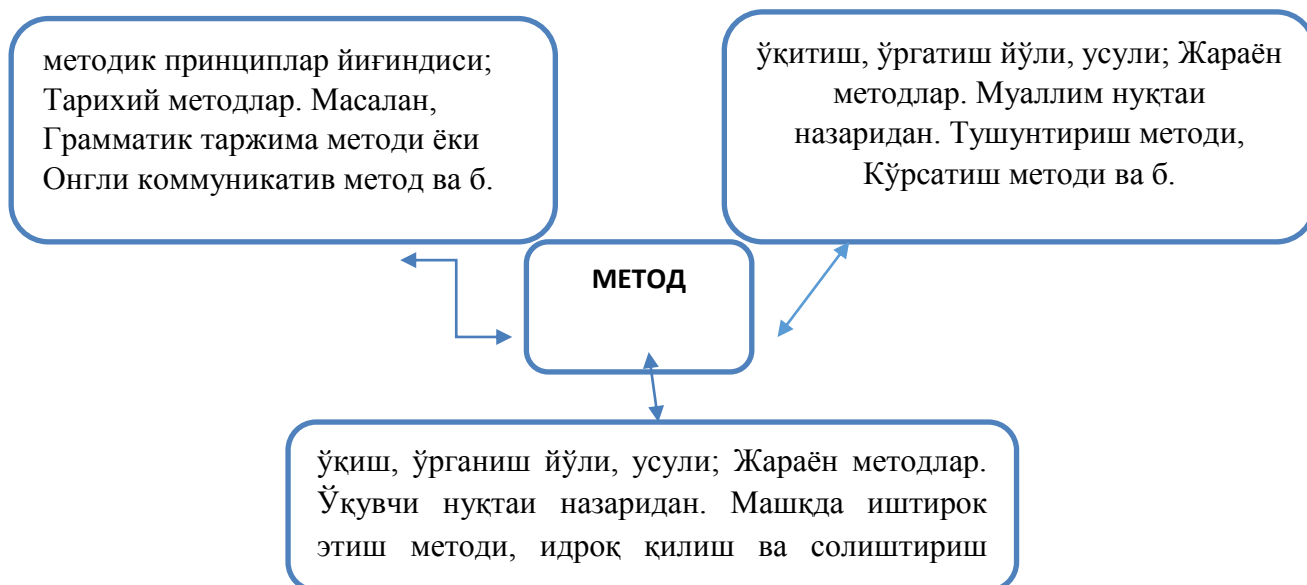 методик принциплар йиғиндиси;
Тарихий методлар. Масалан,
Грамматик таржима методи ёки
Онгли коммуникатив метод ва б.
ўқитиш, ўргатиш йўли, усули; Жараён
методлар. Муаллим нуқтаи
назаридан. Тушунтириш методи,
Кўрсатиш методи ва б.
МЕТОД
ўқиш, ўрганиш йўли, усули; Жараён методлар.
Ўқувчи нуқтаи назаридан. Машқда иштирок
этиш методи, идроқ қилиш ва солиштириш